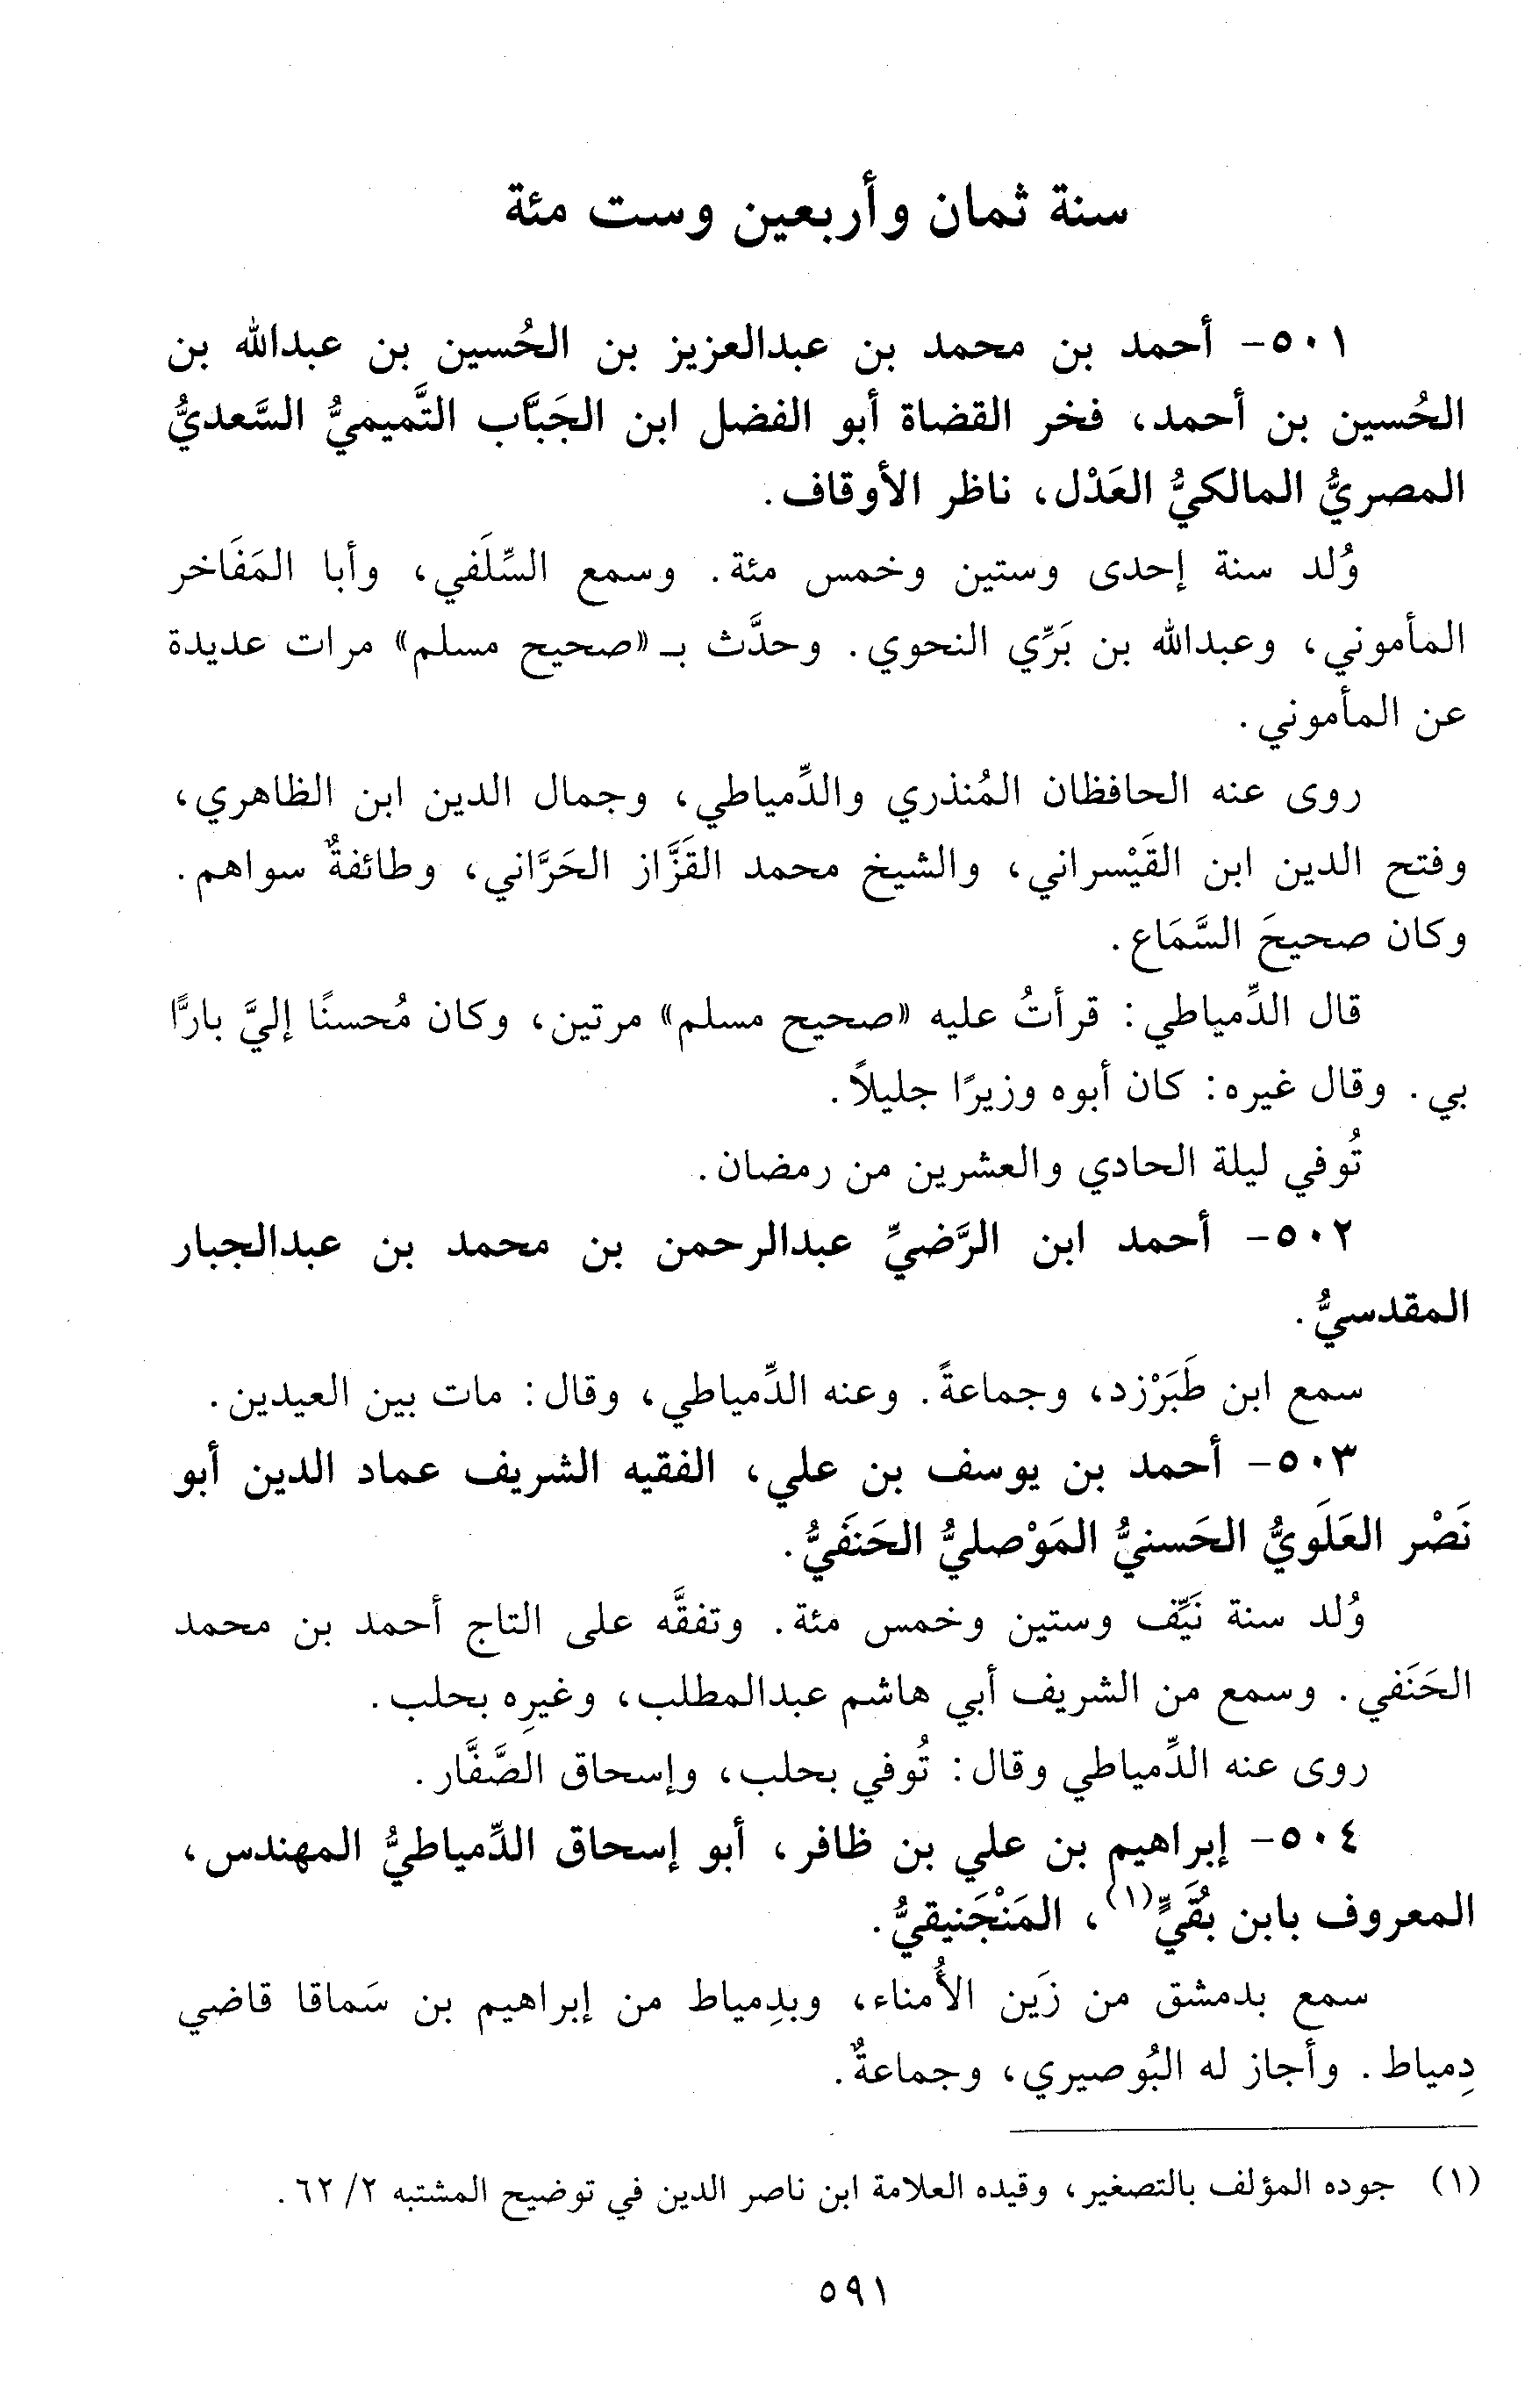 سنة ثمان وأربعين وست مئة
٥٠١- أحمد بن محمد بن عبدالعزيز بن الحُسين بن عبدالله بن
الحُسين بن أحمد، فخر القضاة أبو الفضل ابن الجَبَّاب التَّميميُّ السَّعديُّ
المصريُّ المالكيُّ العَدْل، ناظر الأوقاف.
وُلد سنة إحدى وستين وخمس مئة. وسمع السِّلَفي، وأبا المَفَاخر
المأموني، وعبدالله بن بَرِّي النحوي. وحدَّث بـ «صحيح مسلم» مرات عديدة
عن المأموني.
روى عنه الحافظان المُنذري والدِّمياطي، وجمال الدين ابن الظاهري،
وفتح الدين ابن القَيْسراني، والشيخ محمد القَزَّاز الحَرَّاني، وطائفةٌ سواهم.
وكان صحيحَ السَّمَاع.
قال الدِّمياطي: قرأتُ عليه «صحيح مسلم» مرتين، وكان مُحسنًا إليَّ بارًّا
بي. وقال غيره: كان أبوه وزيرًا جليلاً.
تُوفي ليلة الحادي والعشرين من رمضان.
٥٠٢- أحمد ابن الرَّضيِّ عبدالرحمن بن محمد بن عبدالجبار
المقدسيُّ.
سمع ابن طَبَرْزد، وجماعةً. وعنه الدِّمياطي، وقال: مات بين العيدين.
٥٠٣- أحمد بن يوسف بن علي، الفقيه الشريف عماد الدين أبو
نَصْر العَلَويُّ الحَسنيُّ المَوْصليُّ الحَنفَيُّ.
وُلد سنة نَيِّف وستين وخمس مئة. وتفقَّه على التاج أحمد بن محمد
الحَنَفي. وسمع من الشريف أبي هاشم عبدالمطلب، وغيرِه بحلب.
روى عنه الدِّمياطي وقال: تُوفي بحلب، وإسحاق الصَّفَّار.
٥٠٤- إبراهيم بن علي بن ظافر، أبو إسحاق الدِّمياطيُّ المهندس،
المعروف بابن بُقَيٍّ(١)، المَنْجَنيقيُّ.
سمع بدمشق من زَين الأُمناء، وبدِمياط من إبراهيم بن سَماقا قاضي
دِمياط. وأجاز له البُوصيري، وجماعةٌ.
(١) جوده المؤلف بالتصغير، وقيده العلامة ابن ناصر الدين في توضيح المشتبه ٢/ ٦٢.
٥٩١